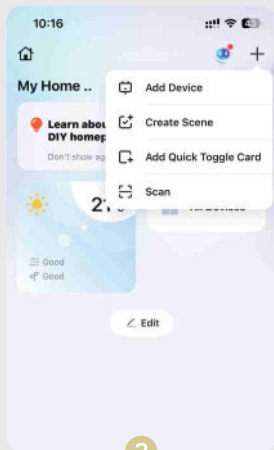 10:16
My Home ..
Add Device
Create Scene
Add Quick Toggle Card
Scan
Learn abou
DIY homep
Don't show ag
Good
Good
Edit
2